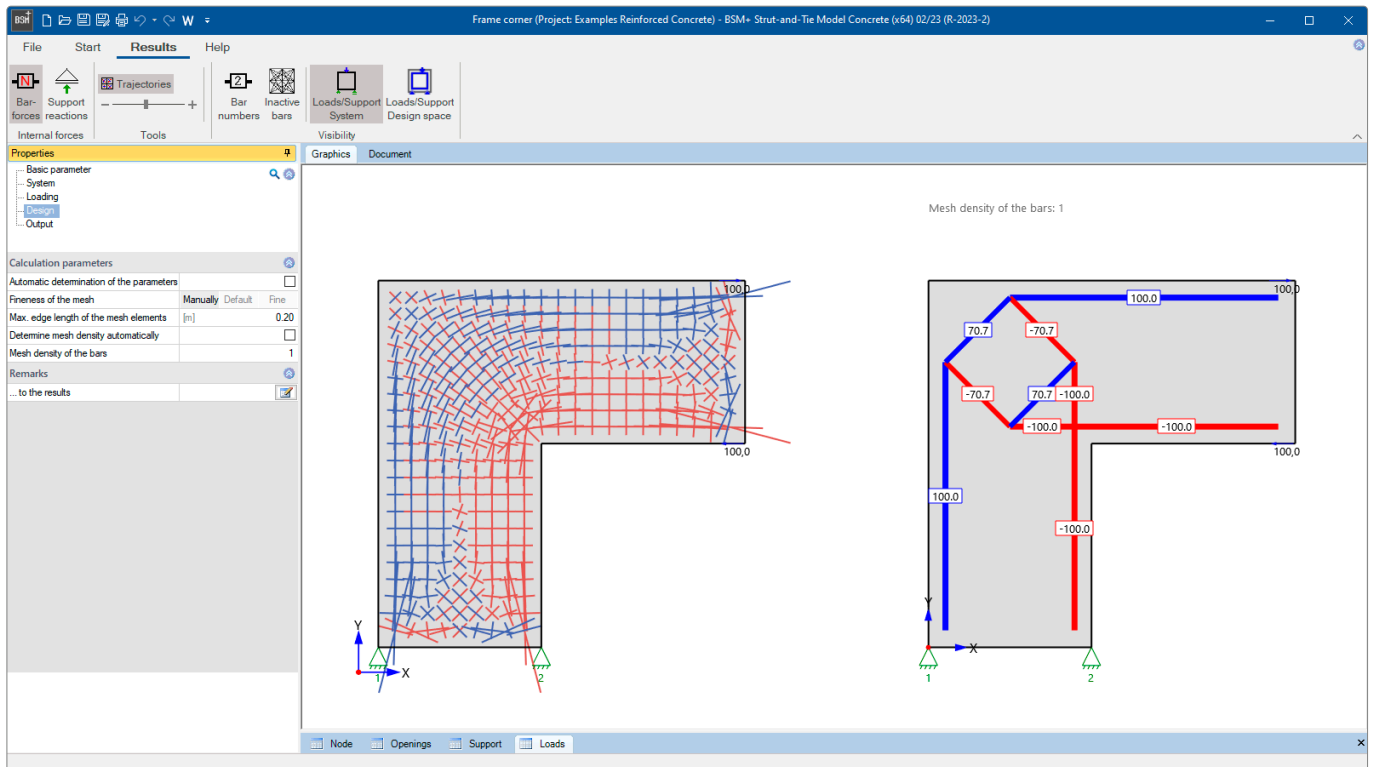 BSM+
W
Frame corner (Project: Examples Reinforced Concrete) - BSM+ Strut-and-Tie Model Concrete (x64) 02/23 (R-2023-2)
File Start Results Help
N
Trajectories
2
Bar-
forces
Support
reactions
Bar
numbers
Inactive
bars
Loads/Support
System
Loads/Support
Design space
Internal forces Tools Visibility
Properties
Graphics Document
Basic parameter
System
Loading
Design
Output
Calculation parameters
Automatic determination of the parameters
Fineness of the mesh Manually Default Fine
Max. edge length of the mesh elements [m] 0.20
Determine mesh density automatically
Mesh density of the bars 1
Remarks
... to the results
Mesh density of the bars: 1
100,0
100,0
Y
X
1
2
100,0
100.0
70.7
-70.7
-70.7
70.7
-100.0
-100.0
-100.0
100,0
100.0
-100.0
Y
X
1
2
Node Openings Support Loads